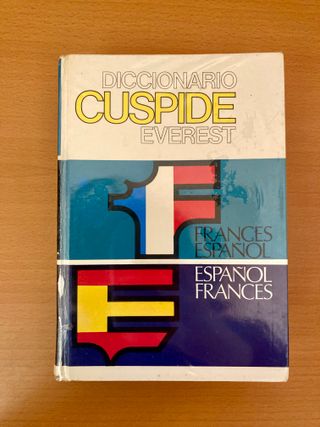 DICCIONARIO
CUSPIDE
EVEREST
FRANCES
ESPAÑOL
ESPAÑOL
FRANCES